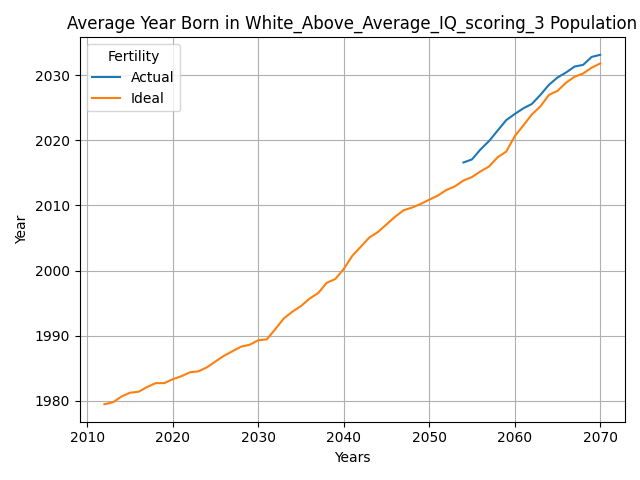 Average Year Born in White_Above_Average_IQ_scoring_3 Population
Fertility
Actual
Ideal
Year
2030
2020
2010
2000
1990
1980
2010 2020 2030 2040 2050 2060 2070
Years